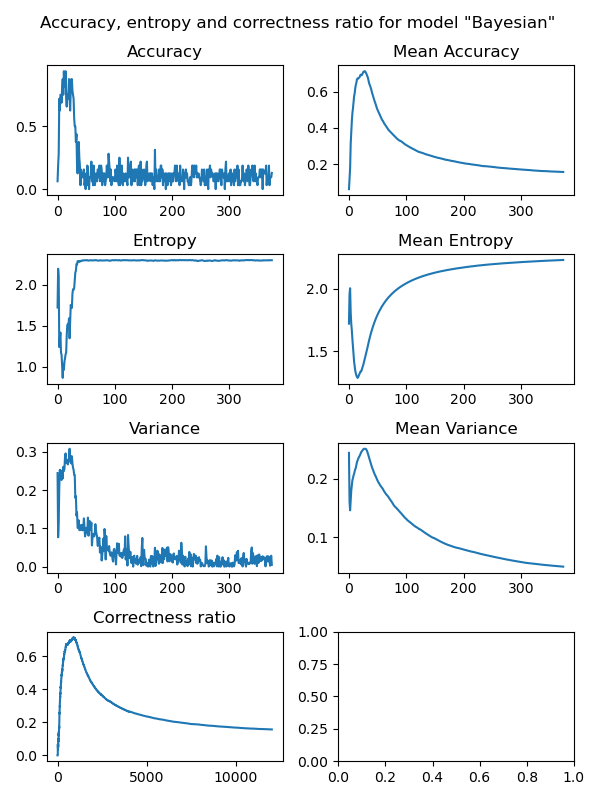 Accuracy, entropy and correctness ratio for model "Bayesian"
Accuracy
Mean Accuracy
0.5
0.0
0 100 200 300
0.6
0.4
0.2
0 100 200 300
Entropy
Mean Entropy
2.0
1.5
1.0
0 100 200 300
2.0
1.5
0 100 200 300
Variance
Mean Variance
0.3
0.2
0.1
0.0
0 100 200 300
0.2
0.1
0 100 200 300
Correctness ratio
0.6
0.4
0.2
0.0
0 5000 10000
1.00
0.75
0.50
0.25
0.00
0.0 0.2 0.4 0.6 0.8 1.0